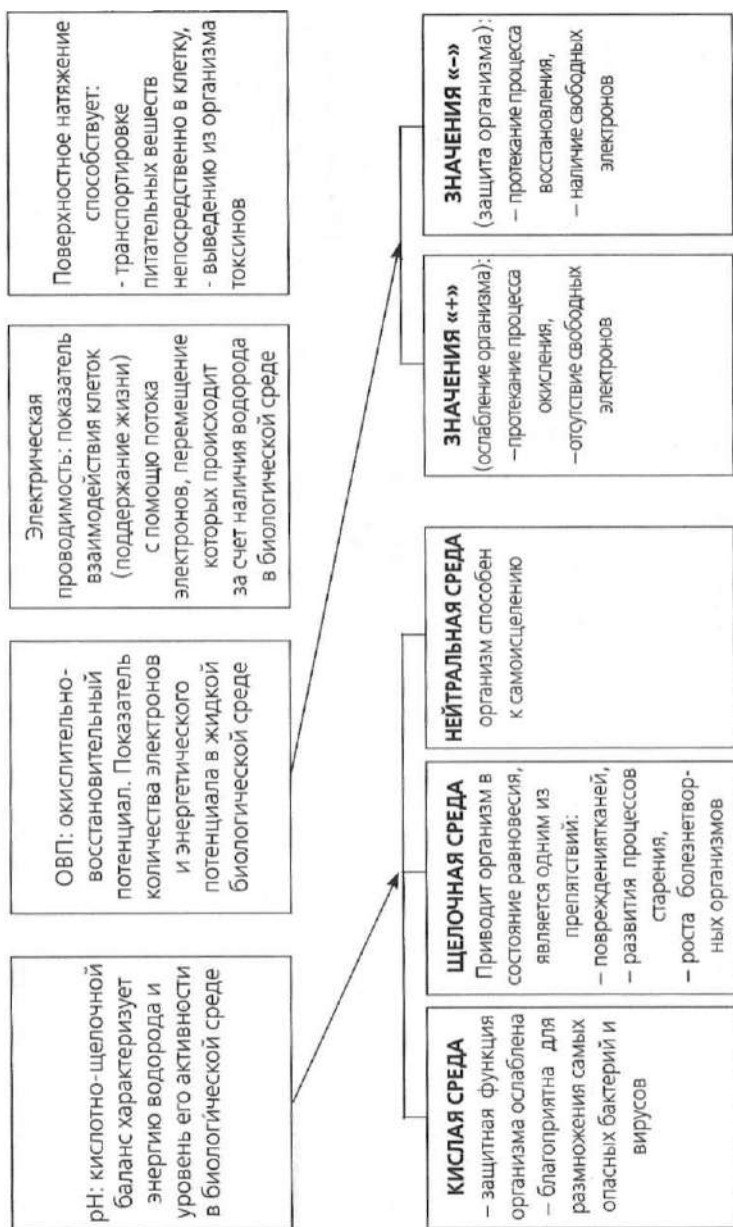 рН: кислотно-щелочной
баланс характеризует
энергию водорода и
уровень его активности
в биологической среде
ОВП: окислительно-
восстановительный
потенциал. Показатель
количества электронов
и энергетического
потенциала в жидкой
биологической среде
Электрическая
проводимость: показатель
взаимодействия клеток
(поддержание жизни)
с помощью потока
электронов, перемещение
которых происходит
за счет наличия водорода
в биологической среде
Поверхностное натяжение
способствует:
- транспортировке
питательных веществ
непосредственно в клетку,
- выведению из организма
токсинов
КИСЛАЯ СРЕДА
– защитная функция
организма ослаблена
– благоприятна для
размножения самых
опасных бактерий и
вирусов
ЩЕЛОЧНАЯ СРЕДА
Приводит организм в
состояние равновесия,
является одним из
препятствий:
– повреждениятканей,
– развития процессов
старения,
– роста болезнетвор-
ных организмов
НЕЙТРАЛЬНАЯ СРЕДА
организм способен
к самоисцелению
ЗНАЧЕНИЯ «+»
(ослабление организма):
–протекание процесса
окисления,
–отсутствие свободных
электронов
ЗНАЧЕНИЯ «–»
(защита организма):
– протекание процесса
восстановления,
– наличие свободных
электронов